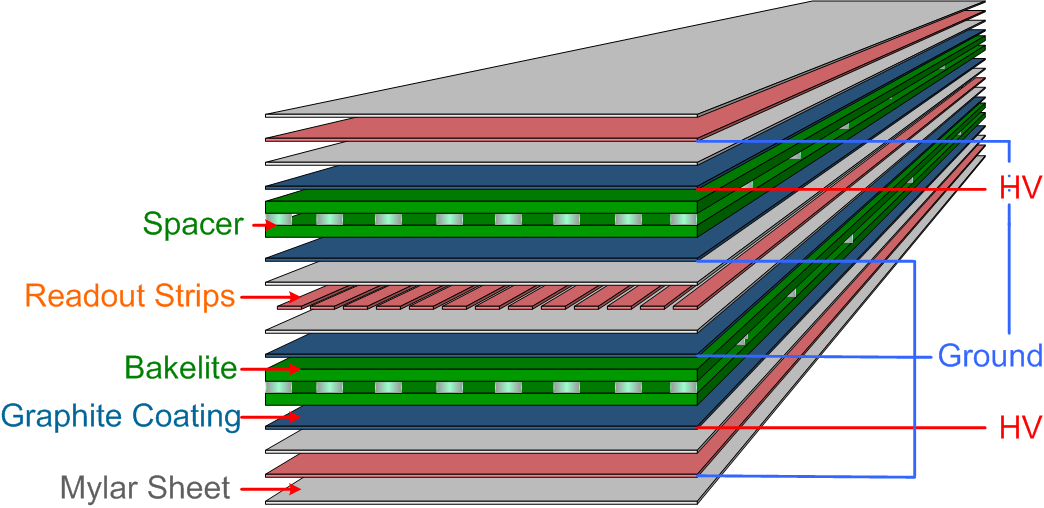 HV
Spacer
Readout Strips
Ground
Bakelite
Graphite Coating
HV
Mylar Sheet